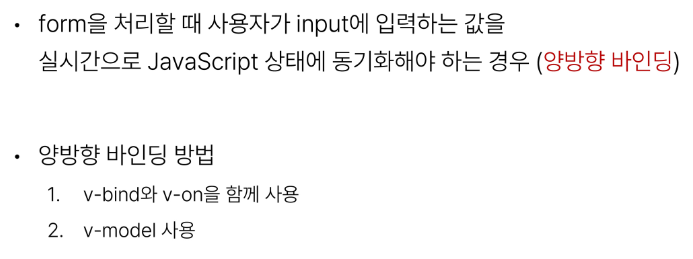 • form을 처리할 때 사용자가 input에 입력하는 값을
실시간으로 JavaScript 상태에 동기화해야 하는 경우 (양방향 바인딩)
• 양방향 바인딩 방법
1. v-bind와 v-on을 함께 사용
2. v-model 사용